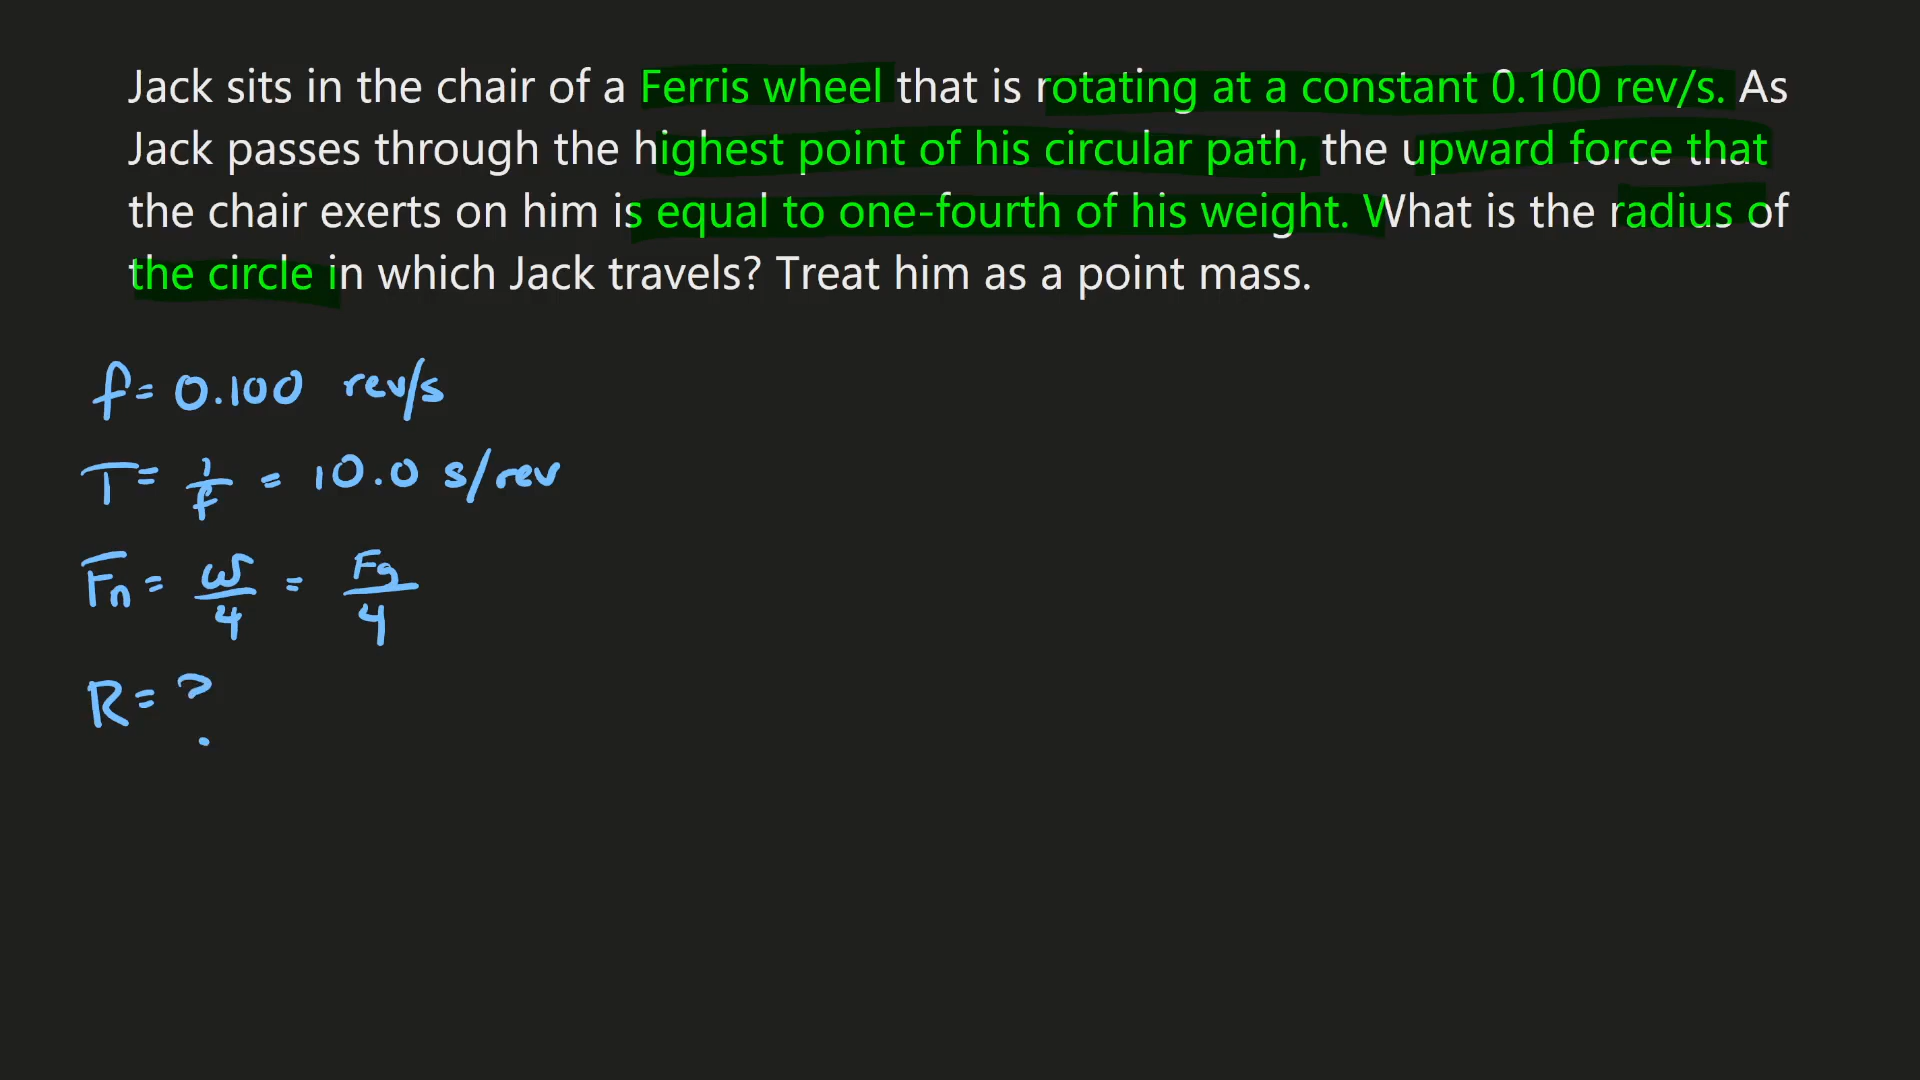 Jack sits in the chair of a Ferris wheel that is rotating at a constant 0.100 rev/s. As
Jack passes through the highest point of his circular path, the upward force that
the chair exerts on him is equal to one-fourth of his weight. What is the radius of
the circle in which Jack travels? Treat him as a point mass.
f = 0.100 rev/s
T = 1/f = 10.0 s/rev
Fn = w/4 = Fg/4
R = ?